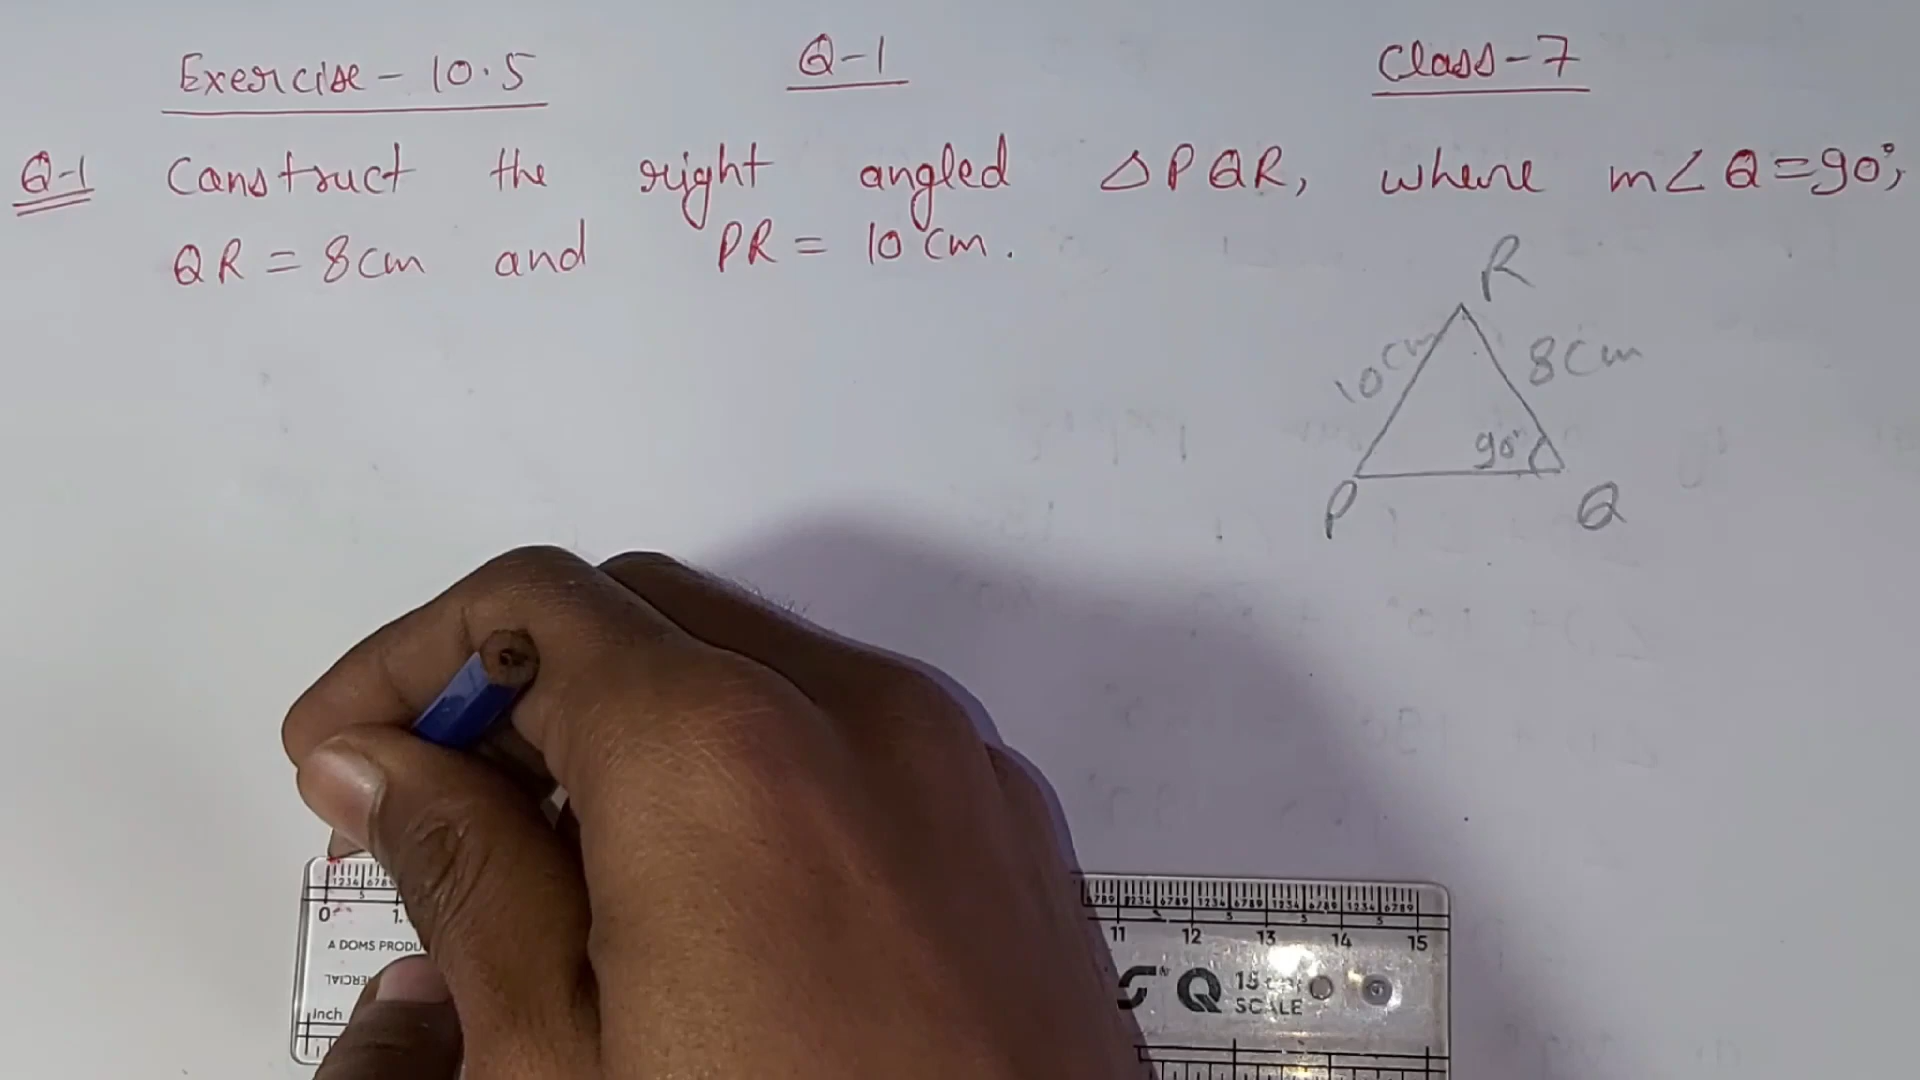 Exercise - 10.5 Q-1 Class-7
Q-1 Construct the right angled △PQR, where m∠Q=90°,
QR = 8cm and PR = 10 cm.
R
10cm 8cm
90°
P Q
0 1 11 12 13 14 15
A DOMS PRODU
Inch
Q 15 cm
SCALE